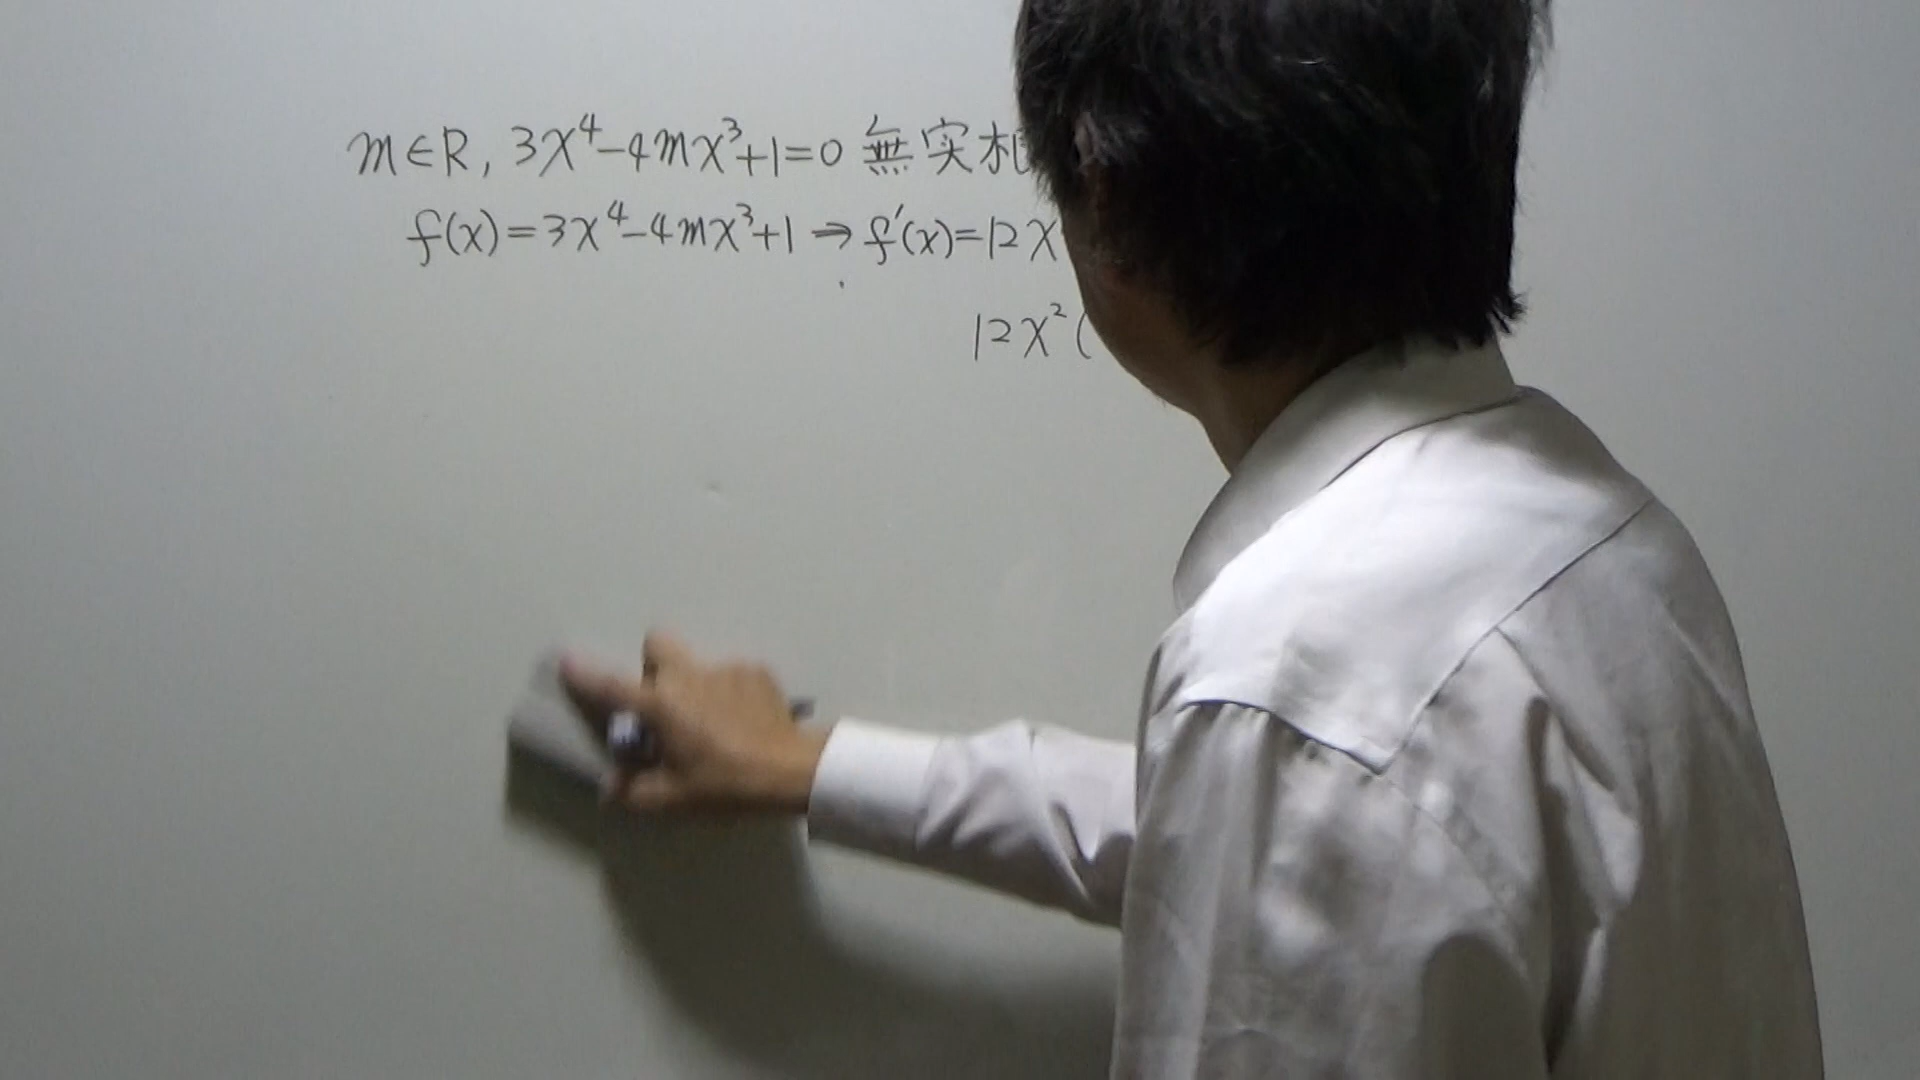 m∈R, 3x⁴-4mx³+1=0 無实
f(x)=3x⁴-4mx³+1 ⇒ f'(x)=12x
12x²(